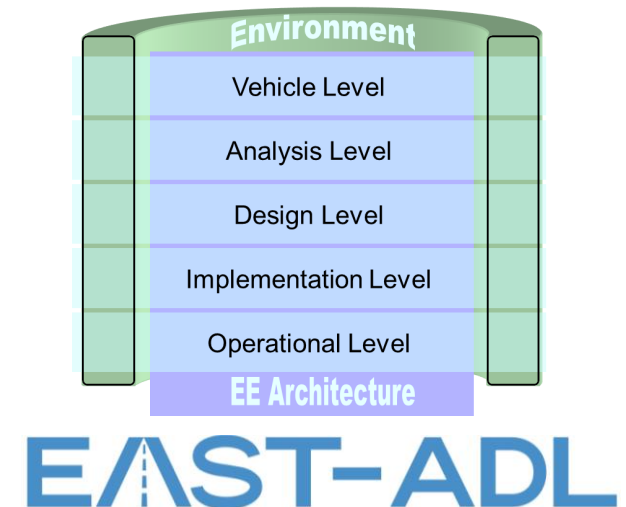 Environment
Vehicle Level
Analysis Level
Design Level
Implementation Level
Operational Level
EE Architecture
EAST-ADL